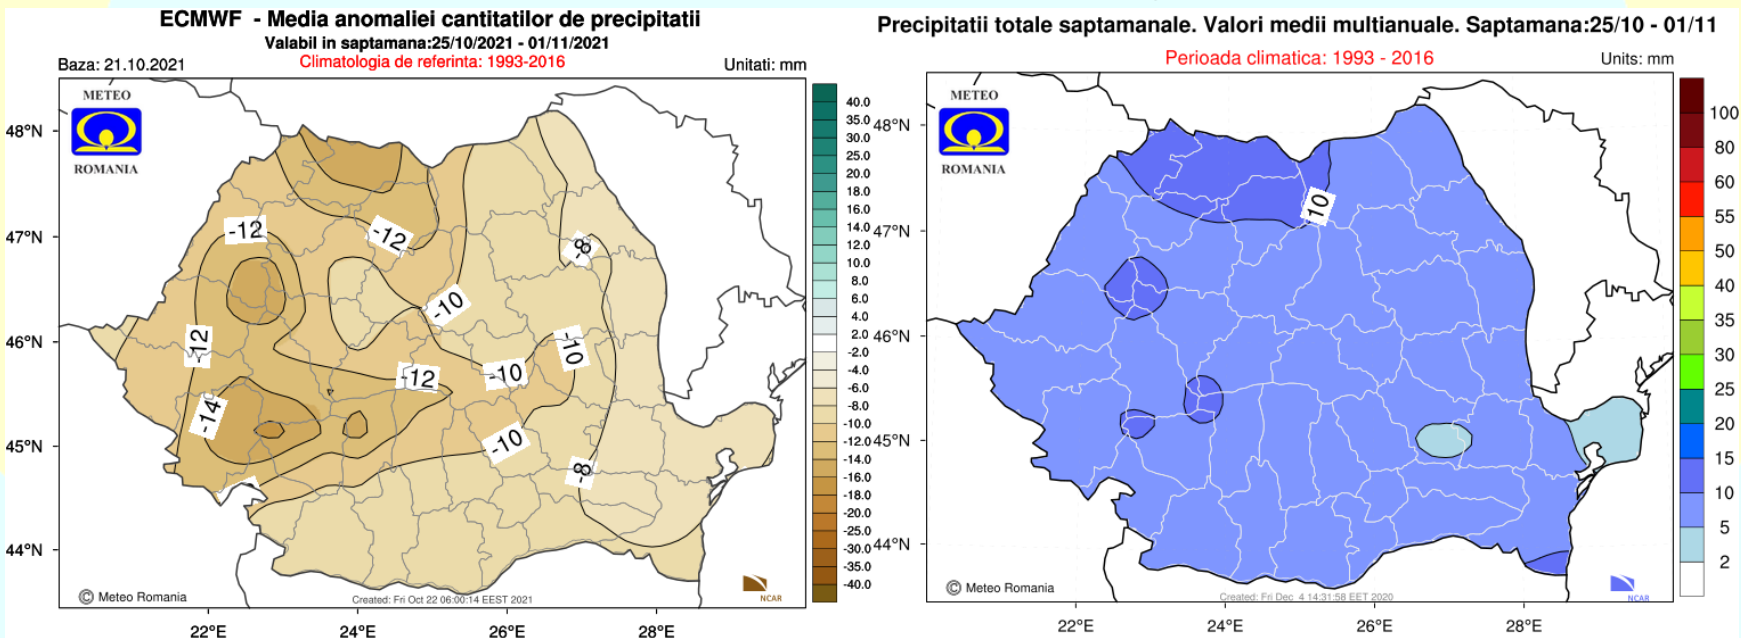 ECMWF - Media anomaliei cantitatilor de precipitatii
Valabil in saptamana:25/10/2021 - 01/11/2021
Climatologia de referinta: 1993-2016
Baza: 21.10.2021
Unitati: mm
METEO
ROMANIA
48°N
47°N
46°N
45°N
44°N
22°E
24°E
26°E
28°E
-12
-12
-8
-10
-12
-10
-12
-10
-14
-10
-8
40.0
35.0
30.0
25.0
20.0
18.0
16.0
14.0
12.0
10.0
8.0
6.0
4.0
2.0
-2.0
-4.0
-6.0
-8.0
-10.0
-12.0
-14.0
-16.0
-18.0
-20.0
-25.0
-30.0
-35.0
-40.0
© Meteo Romania
Created: Fri Oct 22 06:00:14 EEST 2021
NCAR
Precipitatii totale saptamanale. Valori medii multianuale. Saptamana:25/10 - 01/11
Perioada climatica: 1993 - 2016
Units: mm
METEO
ROMANIA
48°N
47°N
46°N
45°N
44°N
22°E
24°E
26°E
28°E
10
100
80
60
55
50
40
35
30
25
20
15
10
5
2
© Meteo Romania
Created: Fri Dec 4 14:31:58 EET 2020
NCAR